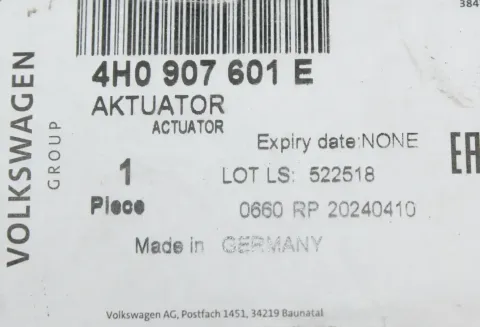 384
4H0 907 601 E
AKTUATOR
ACTUATOR
Expiry date:NONE
1
Piece
LOT LS: 522518
0660 RP 20240410
Made in GERMANY
VOLKSWAGEN
GROUP
Volkswagen AG, Postfach 1451, 34219 Baunatal